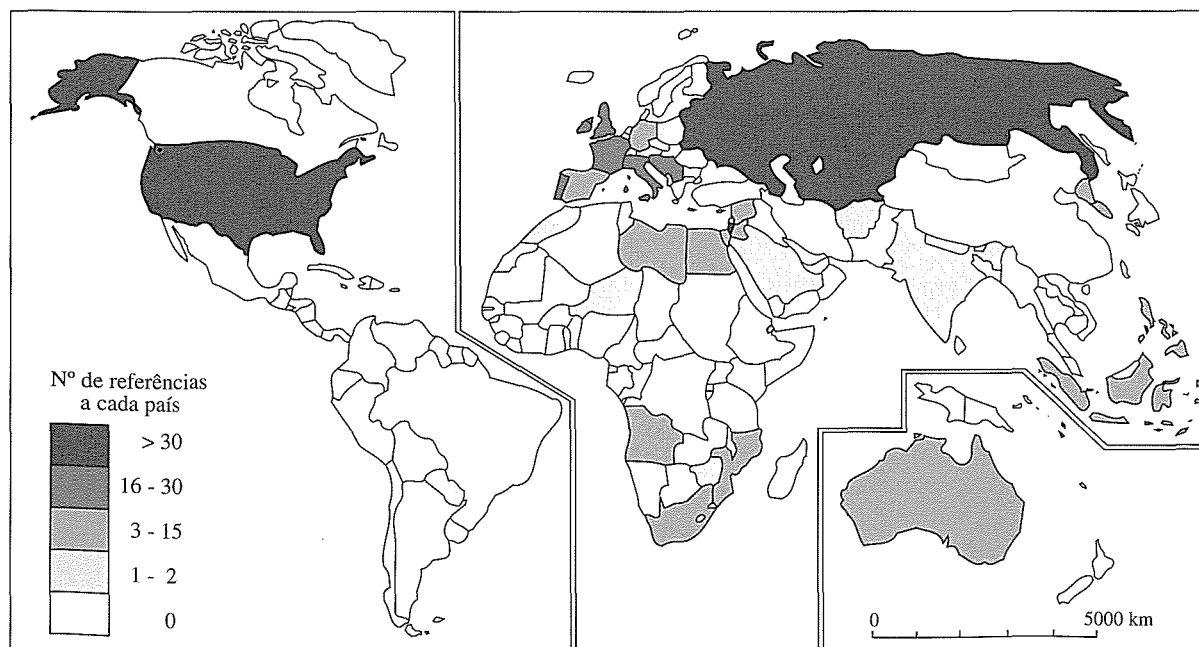 Nº de referências
a cada país
> 30
16 - 30
3 - 15
1 - 2
0
0 5000 km